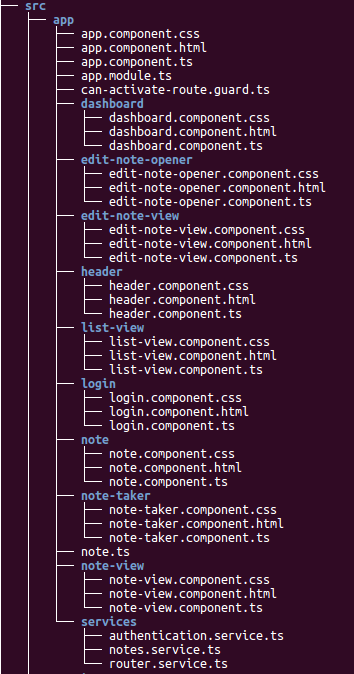 src
app
app.component.css
app.component.html
app.component.ts
app.module.ts
can-activate-route.guard.ts
dashboard
dashboard.component.css
dashboard.component.html
dashboard.component.ts
edit-note-opener
edit-note-opener.component.css
edit-note-opener.component.html
edit-note-opener.component.ts
edit-note-view
edit-note-view.component.css
edit-note-view.component.html
edit-note-view.component.ts
header
header.component.css
header.component.html
header.component.ts
list-view
list-view.component.css
list-view.component.html
list-view.component.ts
login
login.component.css
login.component.html
login.component.ts
note
note.component.css
note.component.html
note.component.ts
note-taker
note-taker.component.css
note-taker.component.html
note-taker.component.ts
note.ts
note-view
note-view.component.css
note-view.component.html
note-view.component.ts
services
authentication.service.ts
notes.service.ts
router.service.ts